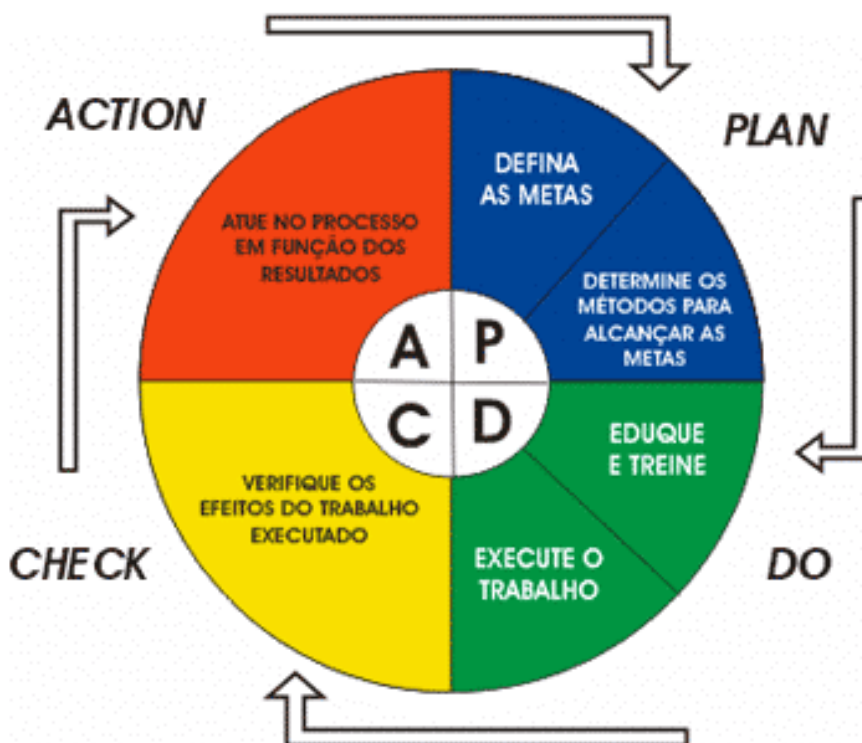 ACTION
PLAN
DEFINA
AS METAS
ATUE NO PROCESSO
EM FUNÇÃO DOS
RESULTADOS
DETERMINE OS
MÉTODOS PARA
ALCANÇAR AS
METAS
A P
C D
EDUQUE
E TREINE
VERIFIQUE OS
EFEITOS DO TRABALHO
EXECUTADO
EXECUTE O
TRABALHO
CHECK
DO